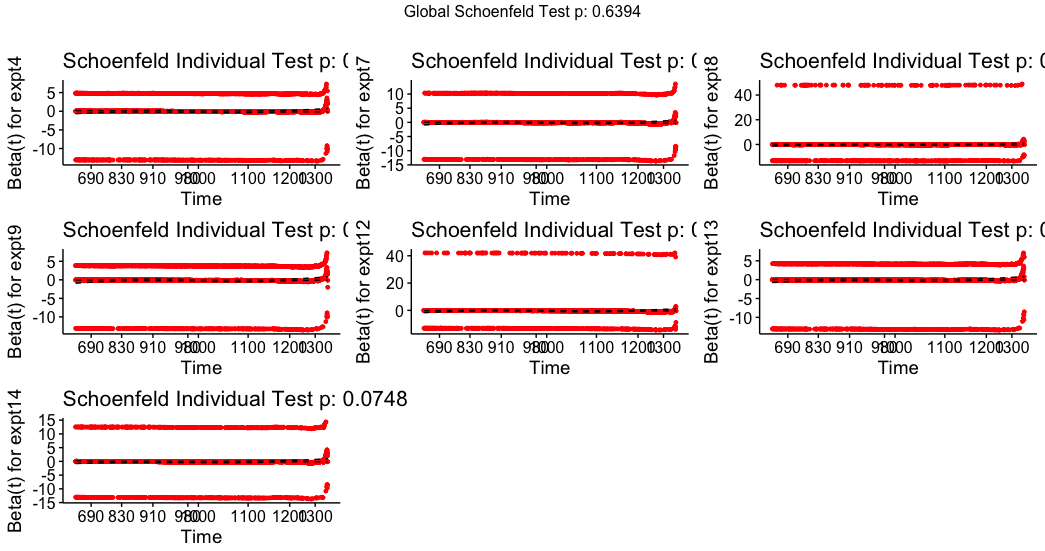 Global Schoenfeld Test p: 0.6394
Schoenfeld Individual Test p: 0
Beta(t) for expt4
5
0
-5
-10
690 830 910 980 1000 1100 1200 1300
Time
Schoenfeld Individual Test p: 0
Beta(t) for expt7
10
5
0
-5
-10
-15
690 830 910 980 1000 1100 1200 1300
Time
Schoenfeld Individual Test p: 0
Beta(t) for expt8
40
20
0
690 830 910 980 1000 1100 1200 1300
Time
Schoenfeld Individual Test p: 0
Beta(t) for expt9
5
0
-5
-10
690 830 910 980 1000 1100 1200 1300
Time
Schoenfeld Individual Test p: 0
Beta(t) for expt12
40
20
0
690 830 910 980 1000 1100 1200 1300
Time
Schoenfeld Individual Test p: 0
Beta(t) for expt13
5
0
-5
-10
690 830 910 980 1000 1100 1200 1300
Time
Schoenfeld Individual Test p: 0.0748
Beta(t) for expt14
15
10
5
0
-5
-10
-15
690 830 910 980 1000 1100 1200 1300
Time